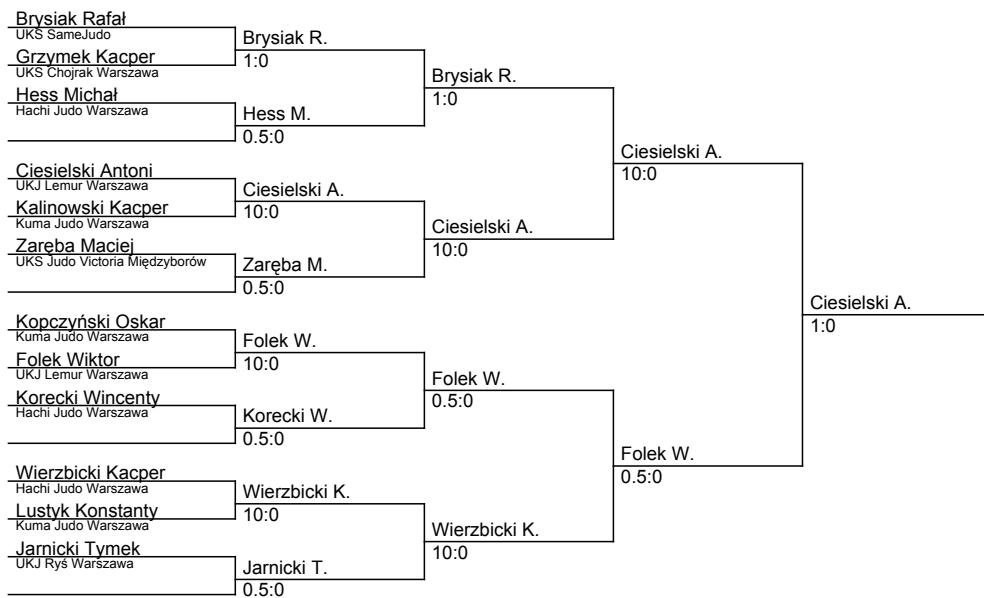 Brysiak Rafał
UKS SameJudo
Grzymek Kacper
UKS Chojrak Warszawa
Hess Michał
Hachi Judo Warszawa
Ciesielski Antoni
UKJ Lemur Warszawa
Kalinowski Kacper
Kuma Judo Warszawa
Zaręba Maciej
UKS Judo Victoria Międzyborów
Kopczyński Oskar
Kuma Judo Warszawa
Folek Wiktor
UKJ Lemur Warszawa
Korecki Wincenty
Hachi Judo Warszawa
Wierzbicki Kacper
Hachi Judo Warszawa
Lustyk Konstanty
Kuma Judo Warszawa
Jarnicki Tymek
UKJ Ryś Warszawa
Brysiak R.
1:0
Hess M.
0.5:0
Ciesielski A.
10:0
Zaręba M.
0.5:0
Folek W.
10:0
Korecki W.
0.5:0
Wierzbicki K.
10:0
Jarnicki T.
0.5:0
Brysiak R.
1:0
Ciesielski A.
10:0
Folek W.
0.5:0
Wierzbicki K.
10:0
Ciesielski A.
10:0
Folek W.
0.5:0
Ciesielski A.
1:0